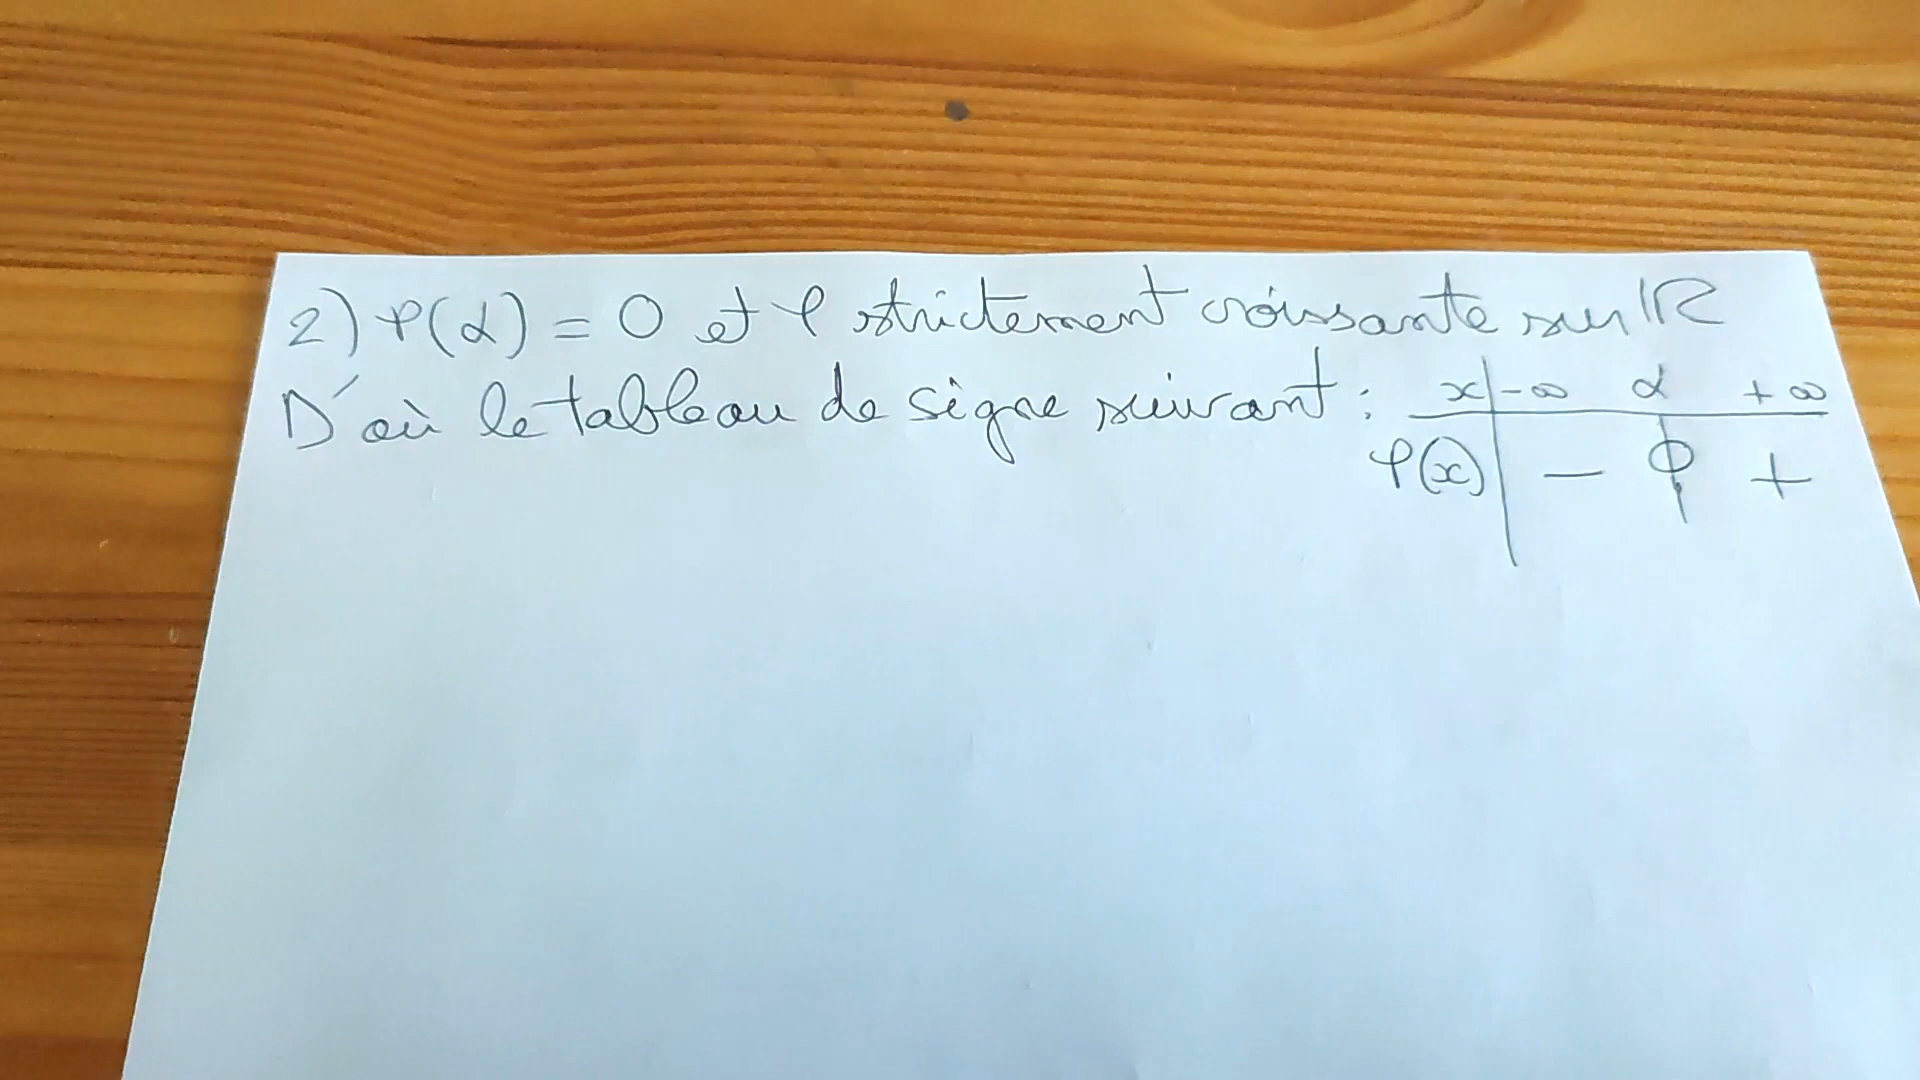 2) φ(α) = 0 et φ strictement croissante sur ℝ
D'où le tableau de signe suivant :
x | -∞ α +∞
φ(x) | - 0 +